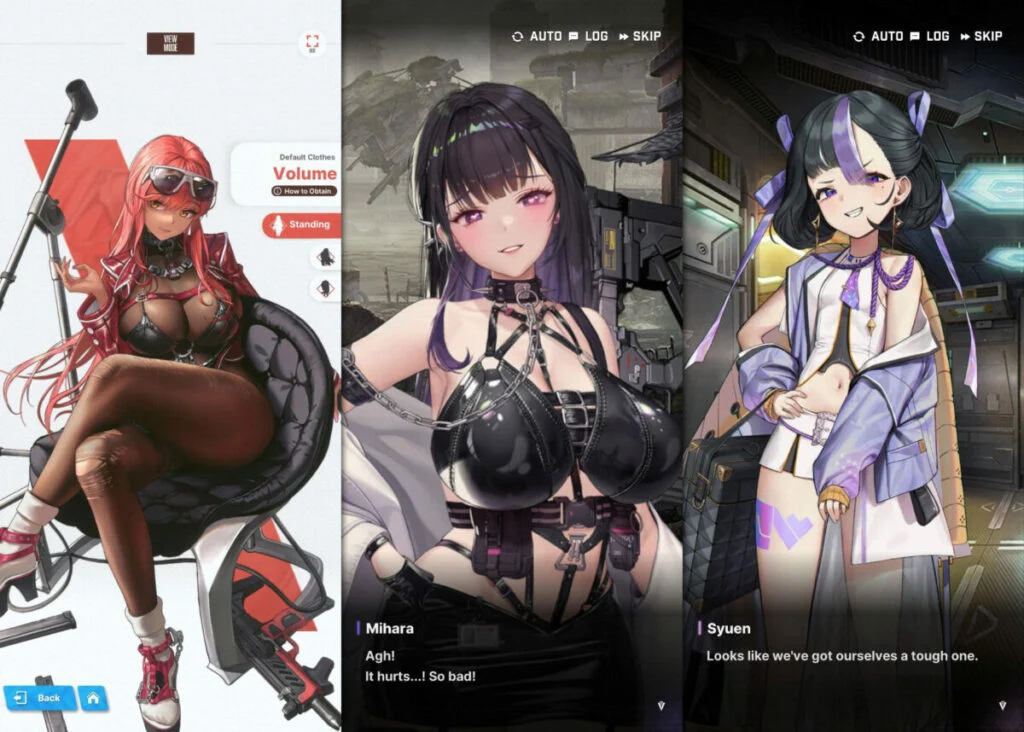 VIEW
MODE
Default Clothes
Volume
How to Obtain
Standing
Back
AUTO LOG SKIP
Mihara
Agh!
It hurts...! So bad!
AUTO LOG SKIP
Syuen
Looks like we've got ourselves a tough one.